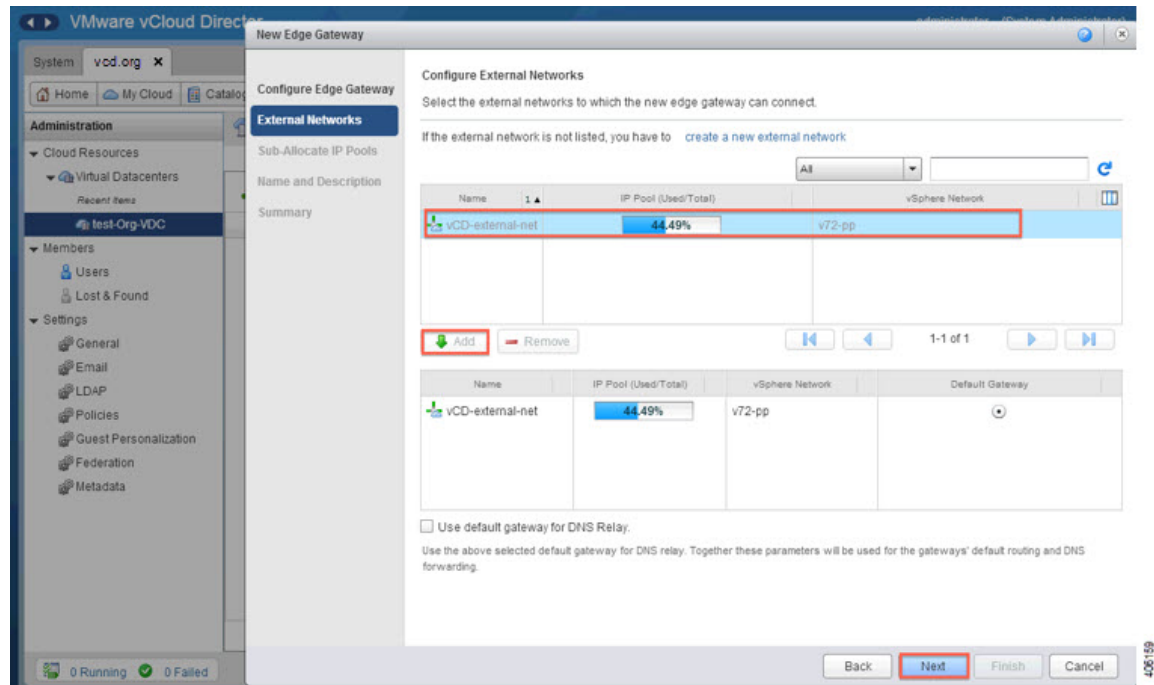 VMware vCloud Director
administrator (System Administrator)
New Edge Gateway
System vcd.org
Home My Cloud Catalog
Administration
Cloud Resources
Virtual Datacenters
Recent Items
test-Org-VDC
Members
Users
Lost & Found
Settings
General
Email
LDAP
Policies
Guest Personalization
Federation
Metadata
0 Running 0 Failed
Configure Edge Gateway
External Networks
Sub-Allocate IP Pools
Name and Description
Summary
Configure External Networks
Select the external networks to which the new edge gateway can connect.
If the external network is not listed, you have to create a new external network
All
Name 1 IP Pool (Used/Total) vSphere Network
vCD-external-net 44.49% v72-pp
Add Remove 1-1 of 1
Name IP Pool (Used/Total) vSphere Network Default Gateway
vCD-external-net 44.49% v72-pp
Use default gateway for DNS Relay.
Use the above selected default gateway for DNS relay. Together these parameters will be used for the gateways' default routing and DNS
forwarding.
Back Next Finish Cancel
406159